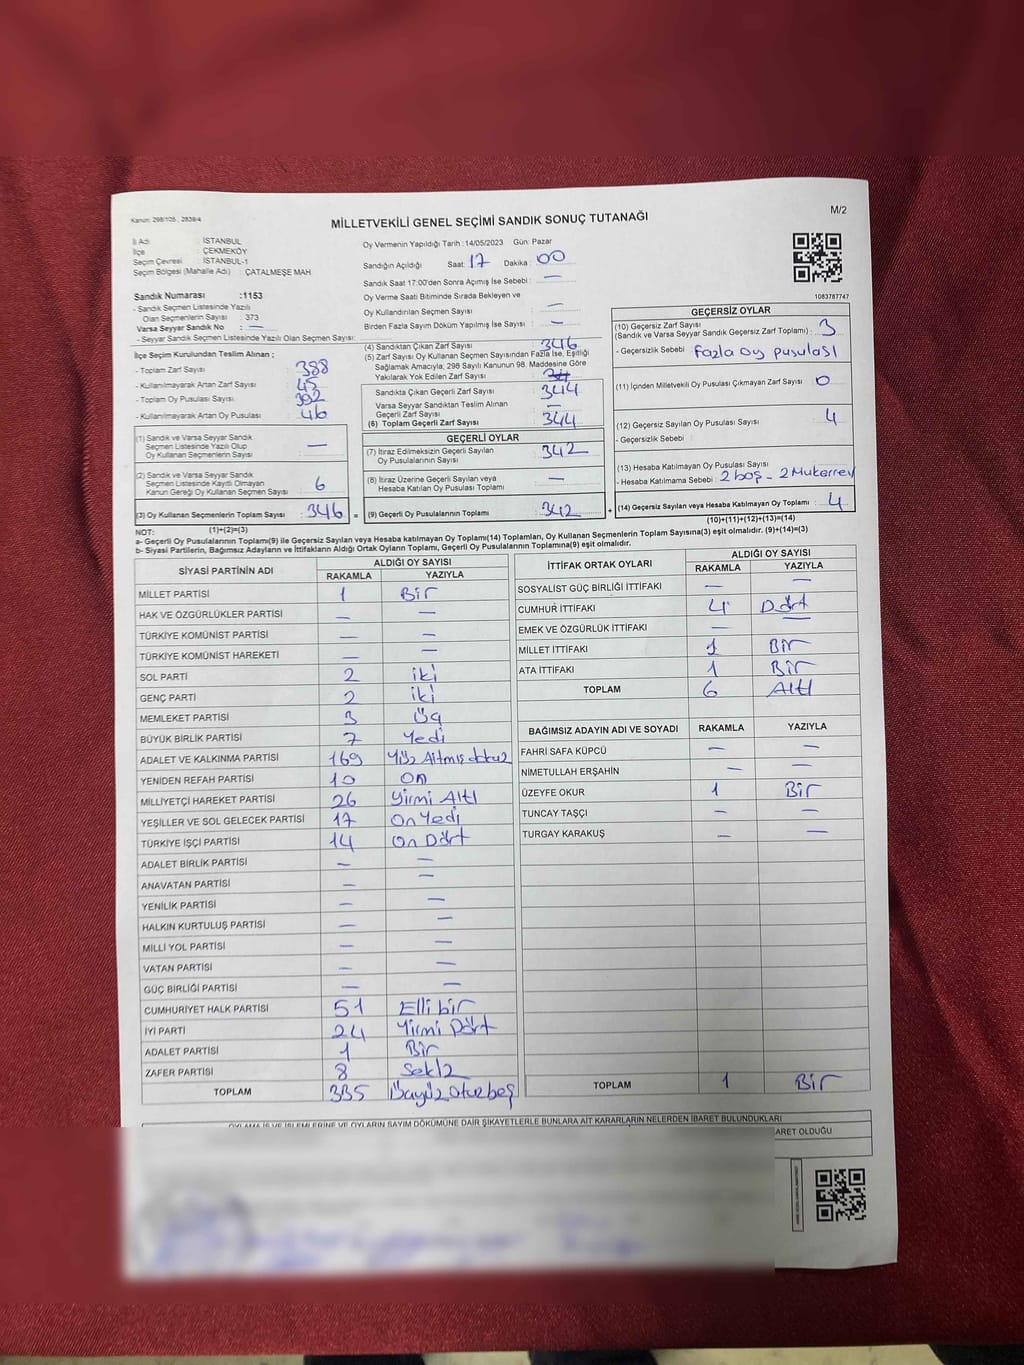 Kanun: 298/105, 2839/4
M/2
MİLLETVEKİLİ GENEL SEÇİMİ SANDIK SONUÇ TUTANAĞI
İl Adı : İSTANBUL
İlçe : ÇEKMEKÖY
Seçim Çevresi : İSTANBUL-1
Seçim Bölgesi (Mahalle Adı) : ÇATALMEŞE MAH
Sandık Numarası :1153
- Sandık Seçmen Listesinde Yazılı
Olan Seçmenlerin Sayısı : 373
Varsa Seyyar Sandık No : —
- Seyyar Sandık Seçmen Listesinde Yazılı Olan Seçmen Sayısı:
İlçe Seçim Kurulundan Teslim Alınan ;
- Toplam Zarf Sayısı : 388
- Kullanılmayarak Artan Zarf Sayısı : 45
- Toplam Oy Pusulası Sayısı : 392
- Kullanılmayarak Artan Oy Pusulası : 46
(1) Sandık ve Varsa Seyyar Sandık
Seçmen Listesinde Yazılı Olup
Oy Kullanan Seçmenlerin Sayısı : —
(2) Sandık ve Varsa Seyyar Sandık
Seçmen Listesinde Kayıtlı Olmayan
Kanun Gereği Oy Kullanan Seçmen Sayısı : 6
(3) Oy Kullanan Seçmenlerin Toplam Sayısı : 346 =
(1)+(2)=(3)
Oy Vermenin Yapıldığı Tarih : 14/05/2023 Gün: Pazar
Sandığın Açıldığı Saat: 17 Dakika : 00
Sandık Saat 17:00'den Sonra Açımış İse Sebebi : —
Oy Verme Saati Bitiminde Sırada Bekleyen ve
Oy Kullandırılan Seçmen Sayısı : —
Birden Fazla Sayım Döküm Yapılmış İse Sayısı : —
(4) Sandıktan Çıkan Zarf Sayısı : 346
(5) Zarf Sayısı Oy Kullanan Seçmen Sayısından Fazla İse, Eşitliği
Sağlamak Amacıyla, 298 Sayılı Kanunun 98. Maddesine Göre
Yakılarak Yok Edilen Zarf Sayısı :
Sandıkta Çıkan Geçerli Zarf Sayısı : 344
Varsa Seyyar Sandıktan Teslim Alınan
Geçerli Zarf Sayısı : —
(6) Toplam Geçerli Zarf Sayısı : 344
GEÇERLİ OYLAR
(7) İtiraz Edilmeksizin Geçerli Sayılan
Oy Pusulalarının Sayısı : 342
(8) İtiraz Üzerine Geçerli Sayılan veya
Hesaba Katılan Oy Pusulası Toplamı : —
(9) Geçerli Oy Pusulalarının Toplamı : 342 +
1083787747
GEÇERSİZ OYLAR
(10) Geçersiz Zarf Sayısı
(Sandık ve Varsa Seyyar Sandık Geçersiz Zarf Toplamı) : 3
- Geçersizlik Sebebi : fazla oy pusulası
(11) İçinden Milletvekili Oy Pusulası Çıkmayan Zarf Sayısı : 0
(12) Geçersiz Sayılan Oy Pusulası Sayısı : 4
- Geçersizlik Sebebi :
(13) Hesaba Katılmayan Oy Pusulası Sayısı :
- Hesaba Katılmama Sebebi : 2 boş - 2 Mükerrer
(14) Geçersiz Sayılan veya Hesaba Katılmayan Oy Toplamı : 4
(10)+(11)+(12)+(13)=(14)
NOT:
a- Geçerli Oy Pusulalarının Toplamı(9) ile Geçersiz Sayılan veya Hesaba katılmayan Oy Toplamı(14) Toplamları, Oy Kullanan Seçmenlerin Toplam Sayısına(3) eşit olmalıdır. (9)+(14)=(3)
b- Siyasi Partilerin, Bağımsız Adayların ve İttifakların Aldığı Ortak Oyların Toplamı, Geçerli Oy Pusulalarının Toplamına(9) eşit olmalıdır.
SİYASİ PARTİNİN ADI ALDIĞI OY SAYISI
RAKAMLA YAZIYLA
MİLLET PARTİSİ 1 Bir
HAK VE ÖZGÜRLÜKLER PARTİSİ — —
TÜRKİYE KOMÜNİST PARTİSİ — —
TÜRKİYE KOMÜNİST HAREKETİ — —
SOL PARTİ 2 iki
GENÇ PARTİ 2 iki
MEMLEKET PARTİSİ 3 Üç
BÜYÜK BİRLİK PARTİSİ 7 Yedi
ADALET VE KALKINMA PARTİSİ 169 Yüz Altmış dokuz
YENİDEN REFAH PARTİSİ 10 On
MİLLİYETÇİ HAREKET PARTİSİ 26 Yirmi Altı
YEŞİLLER VE SOL GELECEK PARTİSİ 17 On Yedi
TÜRKİYE İŞÇİ PARTİSİ 14 On Dört
ADALET BİRLİK PARTİSİ — —
ANAVATAN PARTİSİ — —
YENİLİK PARTİSİ — —
HALKIN KURTULUŞ PARTİSİ — —
MİLLİ YOL PARTİSİ — —
VATAN PARTİSİ — —
GÜÇ BİRLİĞİ PARTİSİ — —
CUMHURİYET HALK PARTİSİ 51 Elli bir
İYİ PARTİ 24 Yirmi Dört
ADALET PARTİSİ 1 Bir
ZAFER PARTİSİ 8 Sekiz
TOPLAM 335 Üçyüz otuzbeş
İTTİFAK ORTAK OYLARI ALDIĞI OY SAYISI
RAKAMLA YAZIYLA
SOSYALİST GÜÇ BİRLİĞİ İTTİFAKI — —
CUMHUR İTTİFAKI 4 Dört
EMEK VE ÖZGÜRLÜK İTTİFAKI — —
MİLLET İTTİFAKI 1 Bir
ATA İTTİFAKI 1 Bir
TOPLAM 6 Altı
BAĞIMSIZ ADAYIN ADI VE SOYADI RAKAMLA YAZIYLA
FAHRİ SAFA KÜPCÜ — —
NİMETULLAH ERŞAHİN — —
ÜZEYFE OKUR 1 Bir
TUNCAY TAŞÇI — —
TURGAY KARAKUŞ — —
TOPLAM 1 Bir
OYLAMA İŞ VE İŞLEMLERİNE VE OYLARIN SAYIM DÖKÜMÜNE DAİR ŞİKAYETLERLE BUNLARA AİT KARARLARIN NELERDEN İBARET BULUNDUKLARI
ARET OLDUĞU